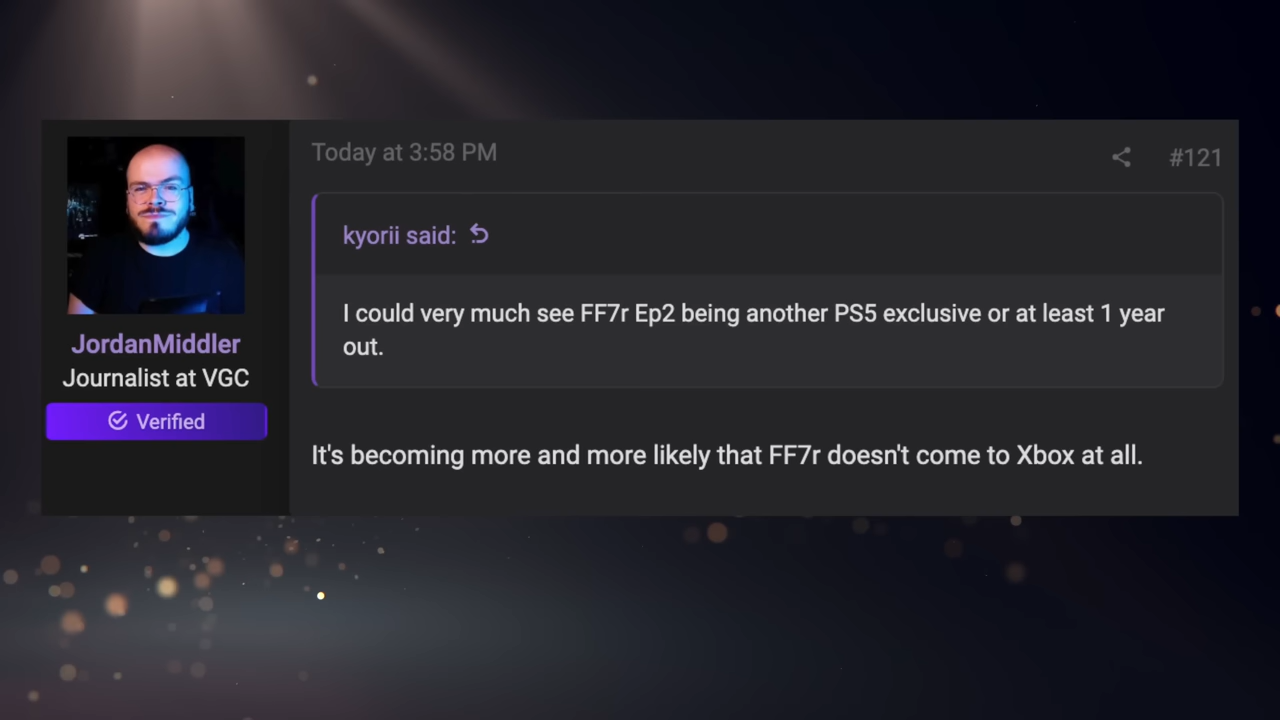 Today at 3:58 PM
#121
kyorii said:
I could very much see FF7r Ep2 being another PS5 exclusive or at least 1 year
out.
JordanMiddler
Journalist at VGC
Verified
It's becoming more and more likely that FF7r doesn't come to Xbox at all.